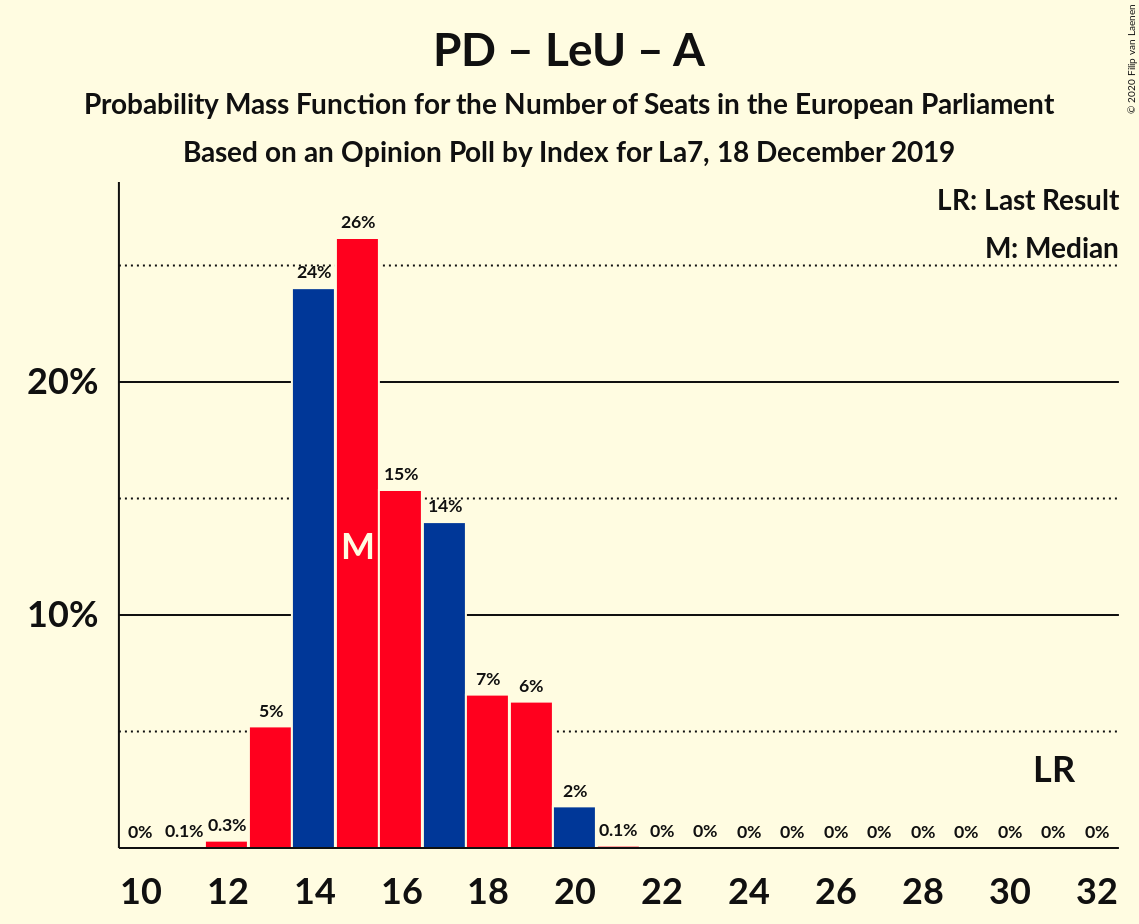 PD – LeU – A
Probability Mass Function for the Number of Seats in the European Parliament
Based on an Opinion Poll by Index for La7, 18 December 2019
© 2020 Filip van Laenen
LR: Last Result
M: Median
20%
10%
0% 0.1% 0.3% 5% 24% 26% 15% 14% 7% 6% 2% 0.1% 0% 0% 0% 0% 0% 0% 0% 0% 0% 0% 0%
M
LR
10 12 14 16 18 20 22 24 26 28 30 32